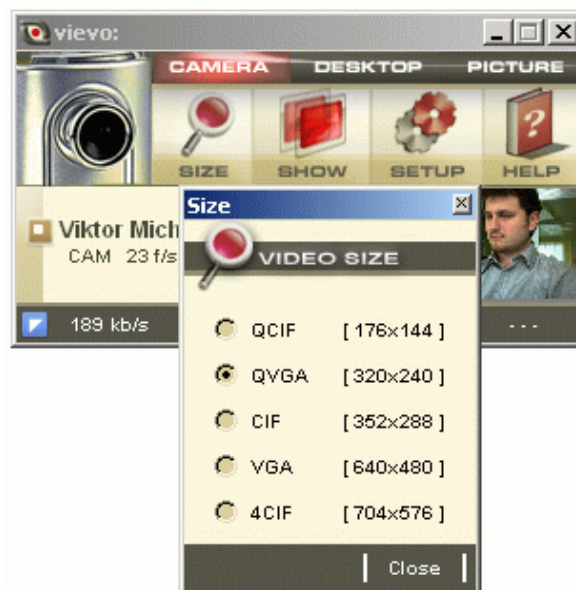 vievo:
CAMERA DESKTOP PICTURE
SIZE SHOW SETUP HELP
Viktor Mich
CAM 23 f/s
189 kb/s
- - -
Size
VIDEO SIZE
QCIF [ 176x144 ]
QVGA [ 320x240 ]
CIF [ 352x288 ]
VGA [ 640x480 ]
4CIF [ 704x576 ]
Close